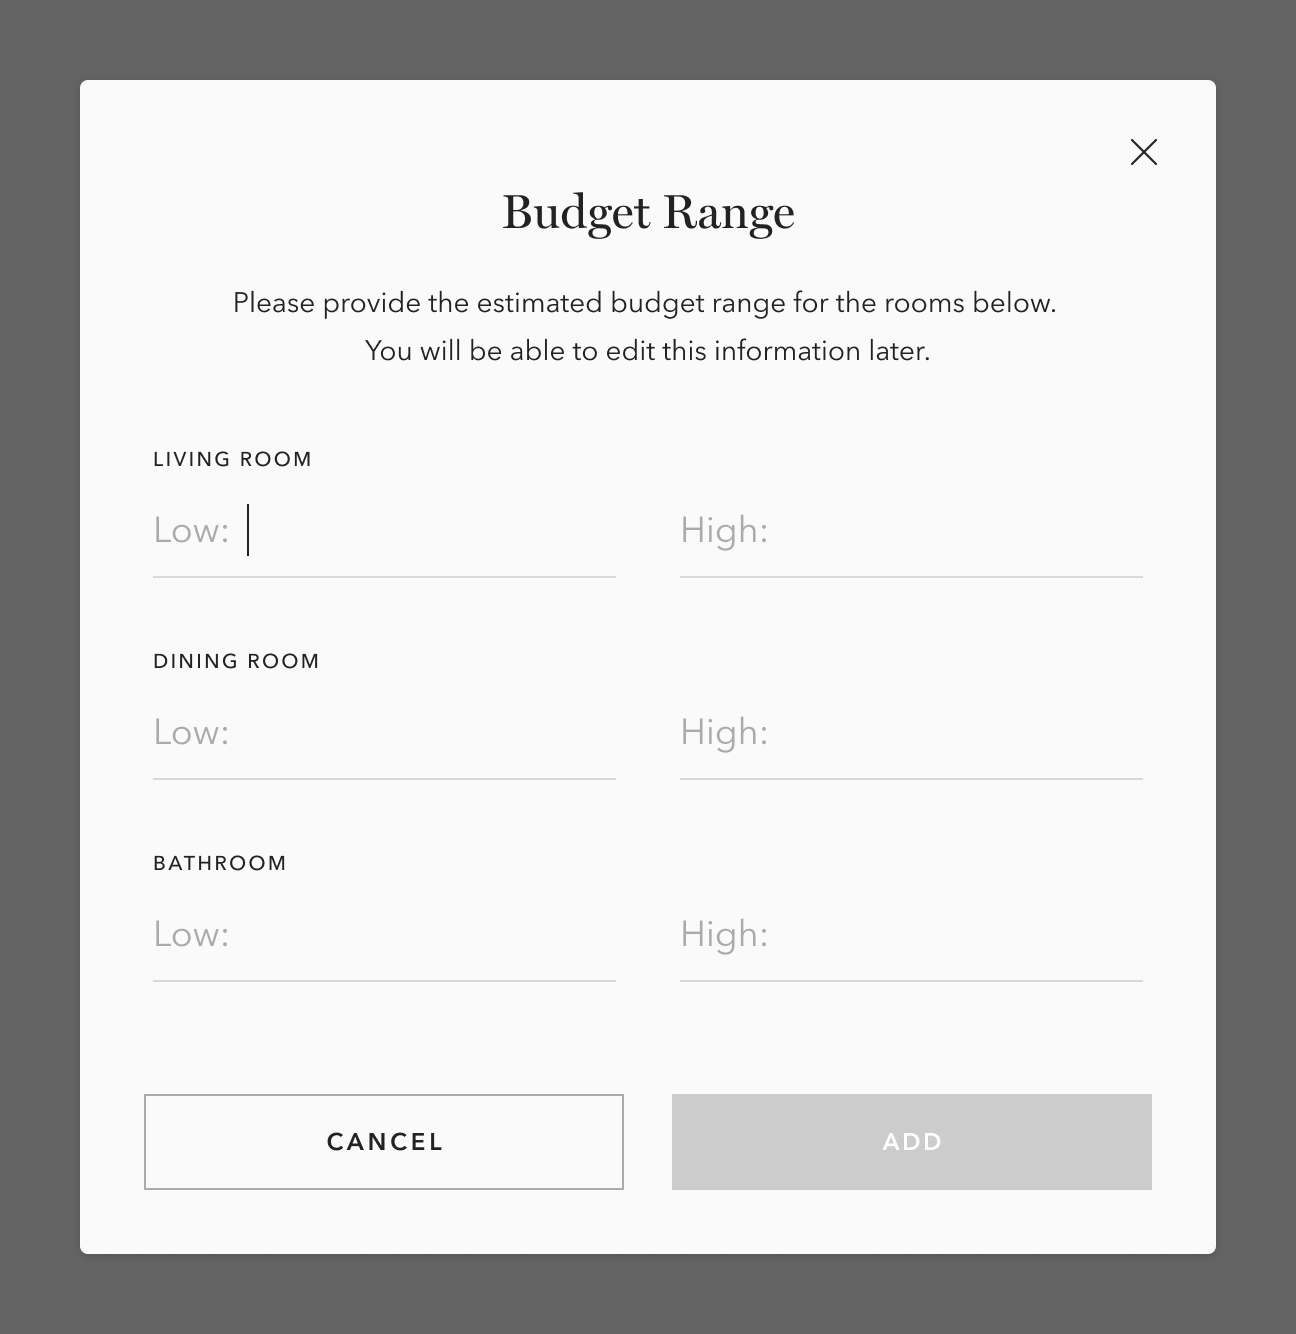 Budget Range
Please provide the estimated budget range for the rooms below.
You will be able to edit this information later.
LIVING ROOM
Low:
High:
DINING ROOM
Low:
High:
BATHROOM
Low:
High:
CANCEL
ADD